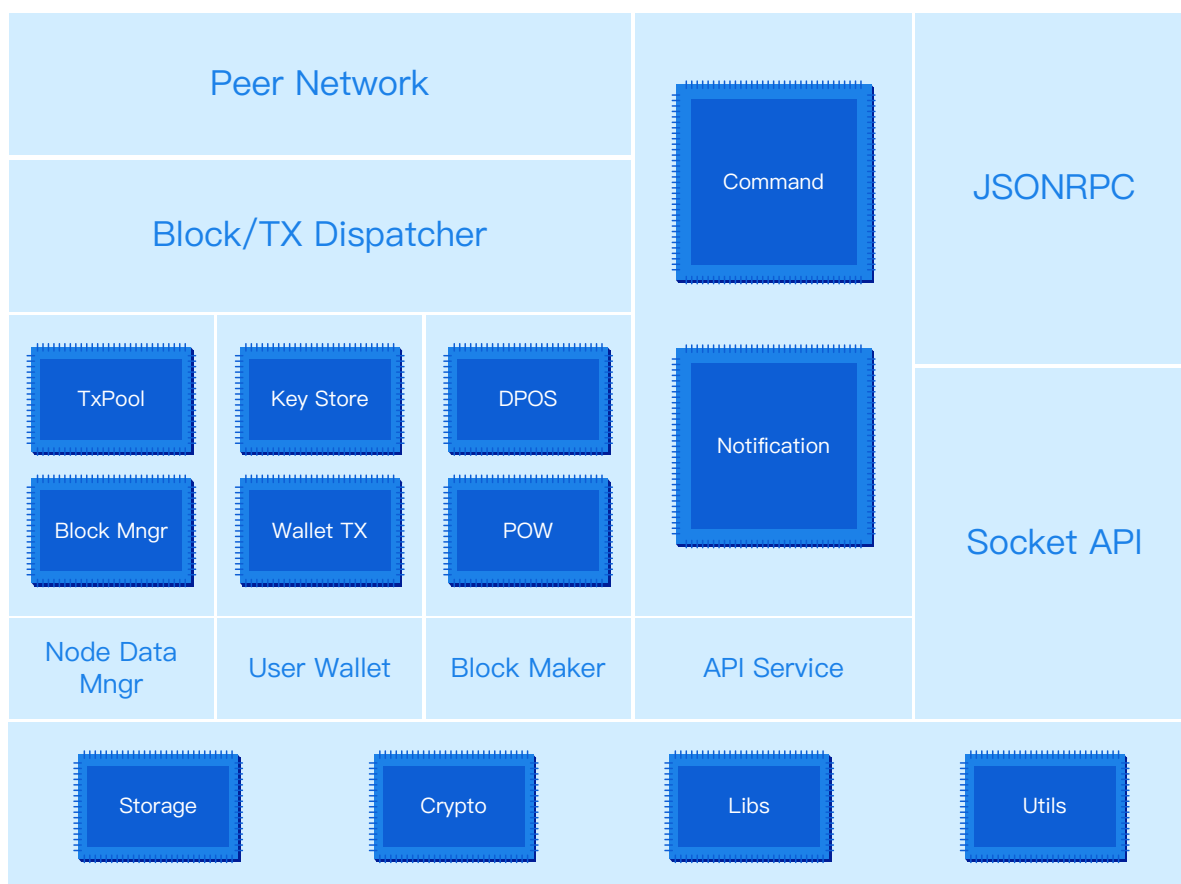 Peer Network
Block/TX Dispatcher
Command
JSONRPC
TxPool
Key Store
DPOS
Notification
Block Mngr
Wallet TX
POW
Socket API
Node Data
Mngr
User Wallet
Block Maker
API Service
Storage
Crypto
Libs
Utils